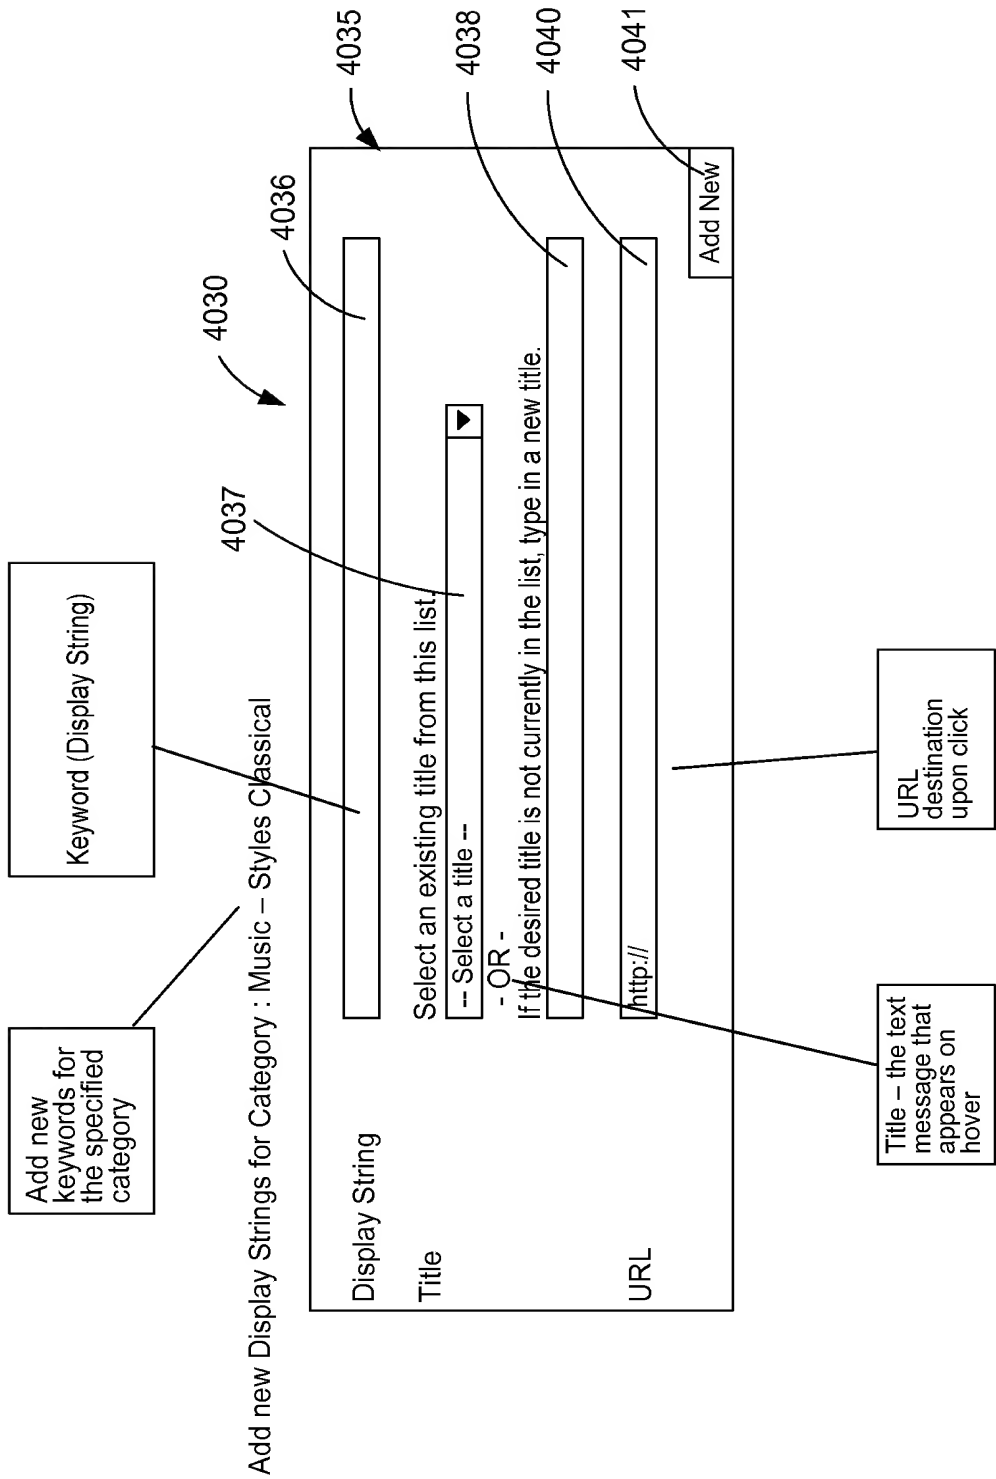 Add new
keywords for
the specified
category
Keyword (Display String)
Add new Display Strings for Category : Music – Styles Classical
4030
4035
4036
Display String
4037
Title
Select an existing title from this list.
-- Select a title --
- OR -
If the desired title is not currently in the list, type in a new title.
4038
URL
http://
4040
Add New
4041
Title – the text
message that
appears on
hover
URL
destination
upon click